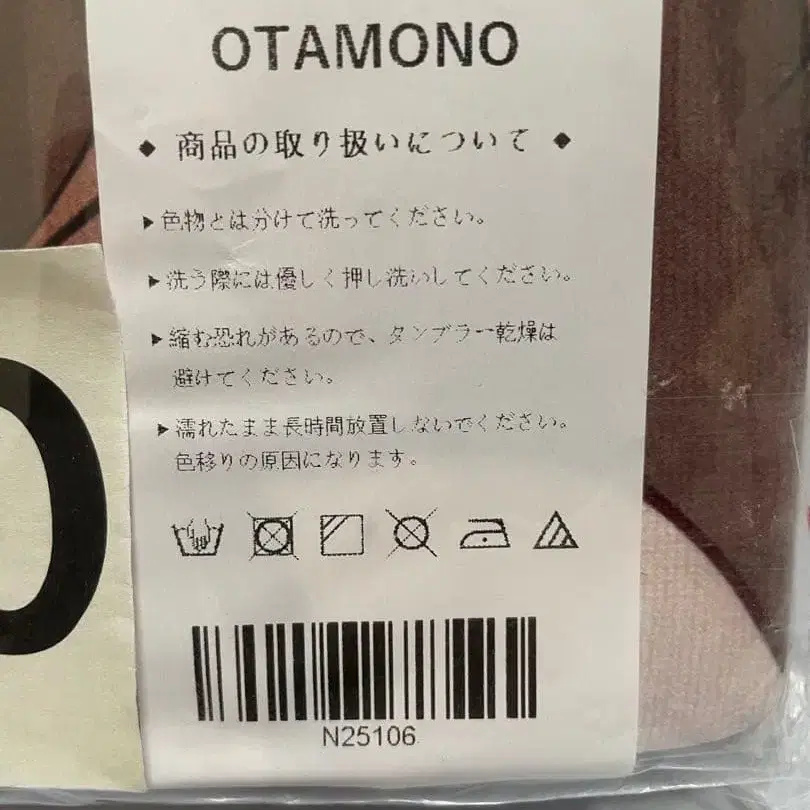 OTAMONO
◆ 商品の取り扱いについて ◆
▶色物とは分けて洗ってください。
▶洗う際には優しく押し洗いしてください。
▶縮む恐れがあるので、タンブラー乾燥は
避けてください。
▶濡れたまま長時間放置しないでください。
色移りの原因になります。
N25106
0